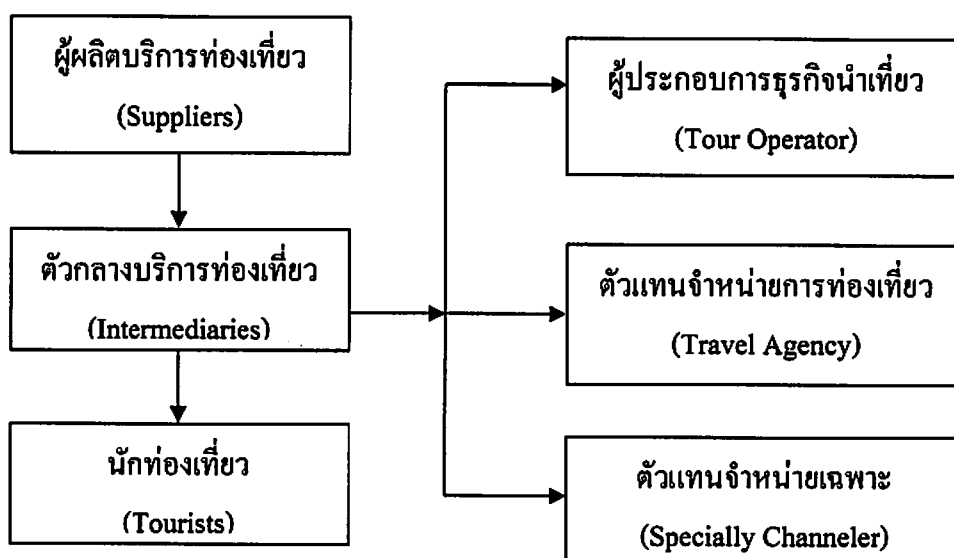 ผู้ผลิตบริการท่องเที่ยว
(Suppliers)
ตัวกลางบริการท่องเที่ยว
(Intermediaries)
นักท่องเที่ยว
(Tourists)
ผู้ประกอบการธุรกิจนำเที่ยว
(Tour Operator)
ตัวแทนจำหน่ายการท่องเที่ยว
(Travel Agency)
ตัวแทนจำหน่ายเฉพาะ
(Specially Channeler)